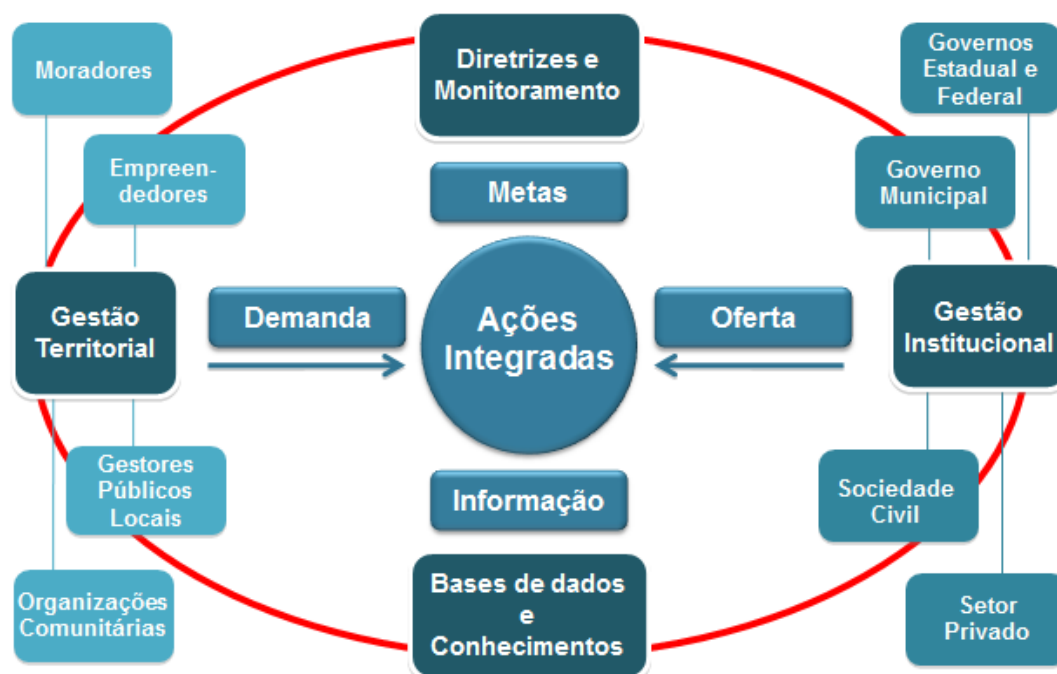 Moradores
Empreen-
dedores
Diretrizes e
Monitoramento
Governos
Estadual e
Federal
Governo
Municipal
Metas
Gestão
Territorial
Demanda
Ações
Integradas
Oferta
Gestão
Institucional
Gestores
Públicos
Locais
Informação
Sociedade
Civil
Organizações
Comunitárias
Bases de dados
e
Conhecimentos
Setor
Privado